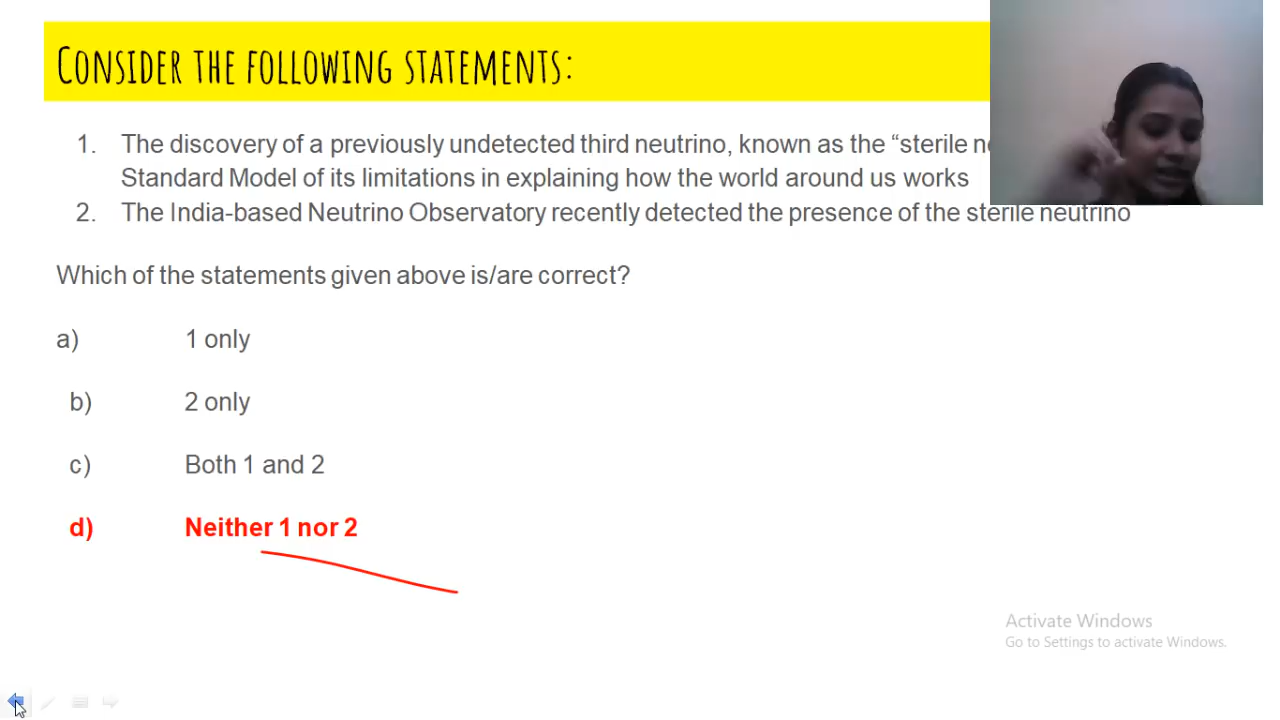 CONSIDER THE FOLLOWING STATEMENTS:
1. The discovery of a previously undetected third neutrino, known as the “sterile
Standard Model of its limitations in explaining how the world around us works
2. The India-based Neutrino Observatory recently detected the presence of the sterile neutrino
Which of the statements given above is/are correct?
a) 1 only
b) 2 only
c) Both 1 and 2
d) Neither 1 nor 2
Activate Windows
Go to Settings to activate Windows.